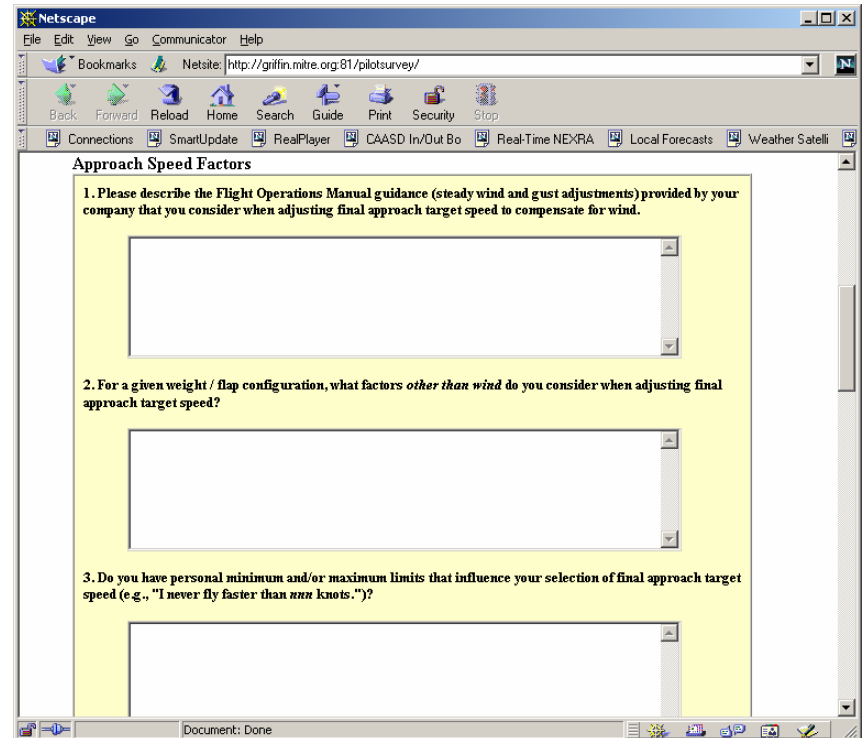 Netscape
File Edit View Go Communicator Help
Bookmarks Netsite: http://griffin.mitre.org:81/pilotsurvey/
N
Back Forward Reload Home Search Guide Print Security Stop
Connections SmartUpdate RealPlayer CAASD In/Out Bo Real-Time NEXRA Local Forecasts Weather Satelli
Approach Speed Factors
1. Please describe the Flight Operations Manual guidance (steady wind and gust adjustments) provided by your
company that you consider when adjusting final approach target speed to compensate for wind.
2. For a given weight / flap configuration, what factors other than wind do you consider when adjusting final
approach target speed?
3. Do you have personal minimum and/or maximum limits that influence your selection of final approach target
speed (e.g., "I never fly faster than nnn knots.")?
Document: Done